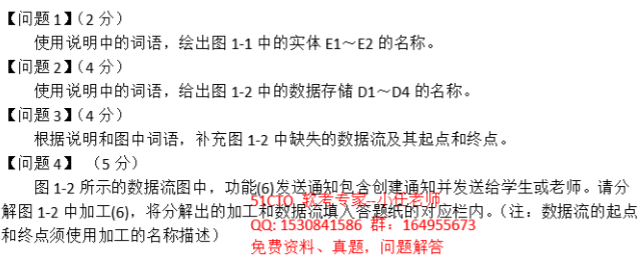 【问题1】(2 分)
使用说明中的词语，绘出图 1-1 中的实体 E1～E2 的名称。
【问题2】(4 分)
使用说明中的词语，给出图 1-2 中的数据存储 D1～D4 的名称。
【问题3】(4 分)
根据说明和图中词语，补充图 1-2 中缺失的数据流及其起点和终点。
【问题4】 (5 分)
图 1-2 所示的数据流图中，功能(6)发送通知包含创建通知并发送给学生或老师。请分
51CTO 软考专家--小任老师
解图 1-2 中加工(6)，将分解出的加工和数据流填入答题纸的对应栏内。(注：数据流的起点
QQ: 1530841586 群：164955673
和终点须使用加工的名称描述)
免费资料、真题，问题解答